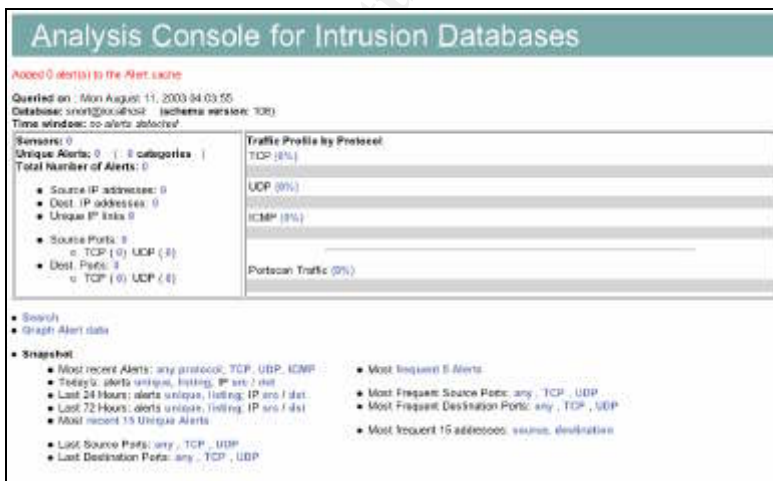 Analysis Console for Intrusion Databases
Added 0 alert(s) to the Alert cache
Queried on : Mon August 11, 2003 04:03:55
Database: snort@localhost (schema version: 106)
Time window: no alerts detected
Sensors: 0
Unique Alerts: 0 ( 0 categories )
Total Number of Alerts: 0
● Source IP addresses: 0
● Dest. IP addresses: 0
● Unique IP links 0
● Source Ports: 0
○ TCP ( 0) UDP ( 0)
● Dest. Ports: 0
○ TCP ( 0) UDP ( 0)
Traffic Profile by Protocol
TCP (0%)
UDP (0%)
ICMP (0%)
Portscan Traffic (0%)
● Search
● Graph Alert data
● Snapshot
● Most recent Alerts: any protocol, TCP, UDP, ICMP
● Today's: alerts unique, listing; IP src / dst
● Last 24 Hours: alerts unique, listing; IP src / dst
● Last 72 Hours: alerts unique, listing; IP src / dst
● Most recent 15 Unique Alerts
● Last Source Ports: any , TCP , UDP
● Last Destination Ports: any , TCP , UDP
● Most frequent 5 Alerts
● Most Frequent Source Ports: any , TCP , UDP
● Most Frequent Destination Ports: any , TCP , UDP
● Most frequent 15 addresses: source, destination